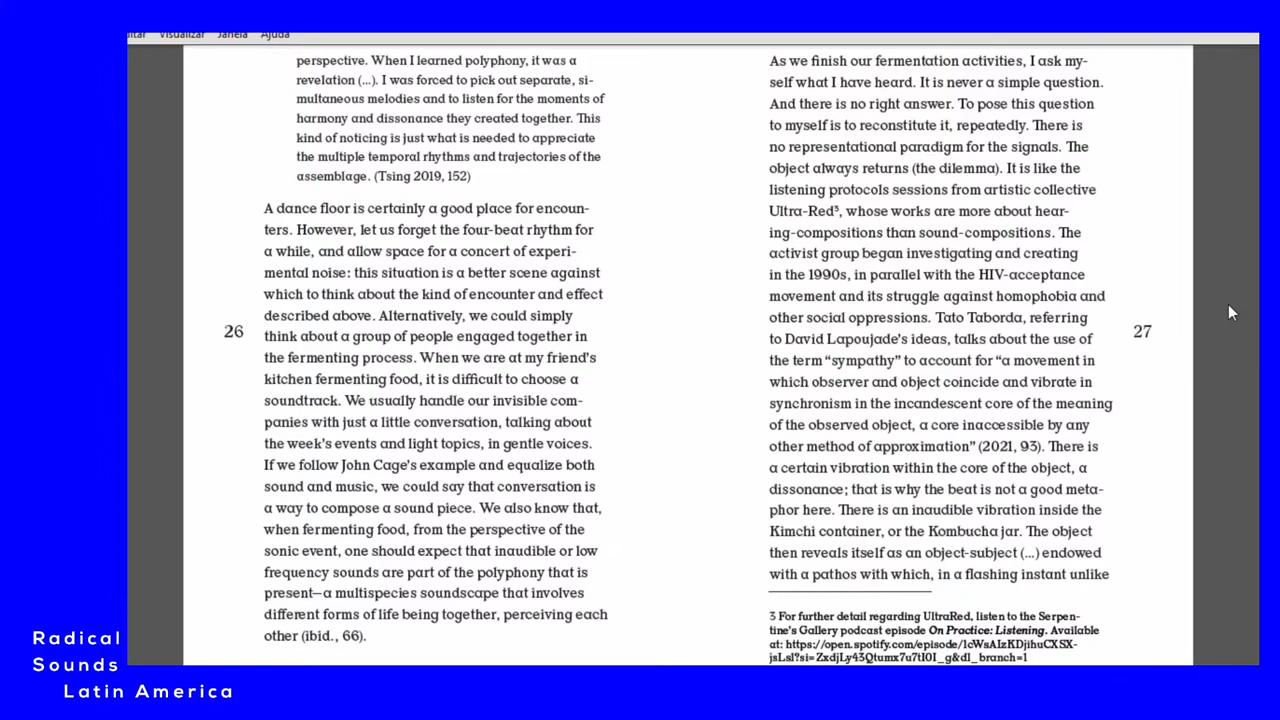 Visualizar Janela Ajuda
perspective. When I learned polyphony, it was a
revelation (...). I was forced to pick out separate, si-
multaneous melodies and to listen for the moments of
harmony and dissonance they created together. This
kind of noticing is just what is needed to appreciate
the multiple temporal rhythms and trajectories of the
assemblage. (Tsing 2019, 152)
A dance floor is certainly a good place for encoun-
ters. However, let us forget the four-beat rhythm for
a while, and allow space for a concert of experi-
mental noise: this situation is a better scene against
which to think about the kind of encounter and effect
described above. Alternatively, we could simply
think about a group of people engaged together in
the fermenting process. When we are at my friend's
kitchen fermenting food, it is difficult to choose a
soundtrack. We usually handle our invisible com-
panies with just a little conversation, talking about
the week's events and light topics, in gentle voices.
If we follow John Cage's example and equalize both
sound and music, we could say that conversation is
a way to compose a sound piece. We also know that,
when fermenting food, from the perspective of the
sonic event, one should expect that inaudible or low
frequency sounds are part of the polyphony that is
present—a multispecies soundscape that involves
different forms of life being together, perceiving each
other (ibid., 66).
26
As we finish our fermentation activities, I ask my-
self what I have heard. It is never a simple question.
And there is no right answer. To pose this question
to myself is to reconstitute it, repeatedly. There is
no representational paradigm for the signals. The
object always returns (the dilemma). It is like the
listening protocols sessions from artistic collective
Ultra-Red³, whose works are more about hear-
ing-compositions than sound-compositions. The
activist group began investigating and creating
in the 1990s, in parallel with the HIV-acceptance
movement and its struggle against homophobia and
other social oppressions. Tato Taborda, referring
to David Lapoujade's ideas, talks about the use of
the term “sympathy” to account for “a movement in
which observer and object coincide and vibrate in
synchronism in the incandescent core of the meaning
of the observed object, a core inaccessible by any
other method of approximation” (2021, 93). There is
a certain vibration within the core of the object, a
dissonance; that is why the beat is not a good meta-
phor here. There is an inaudible vibration inside the
Kimchi container, or the Kombucha jar. The object
then reveals itself as an object-subject (...) endowed
with a pathos with which, in a flashing instant unlike
27
3 For further detail regarding UltraRed, listen to the Serpen-
tine's Gallery podcast episode On Practice: Listening. Available
at: https://open.spotify.com/episode/1cWsAIzKDjihuCXSX-
jsLsl?si=ZxdjLy43Qtumx7u7tI0I_g&dl_branch=1
Radical
Sounds
Latin America